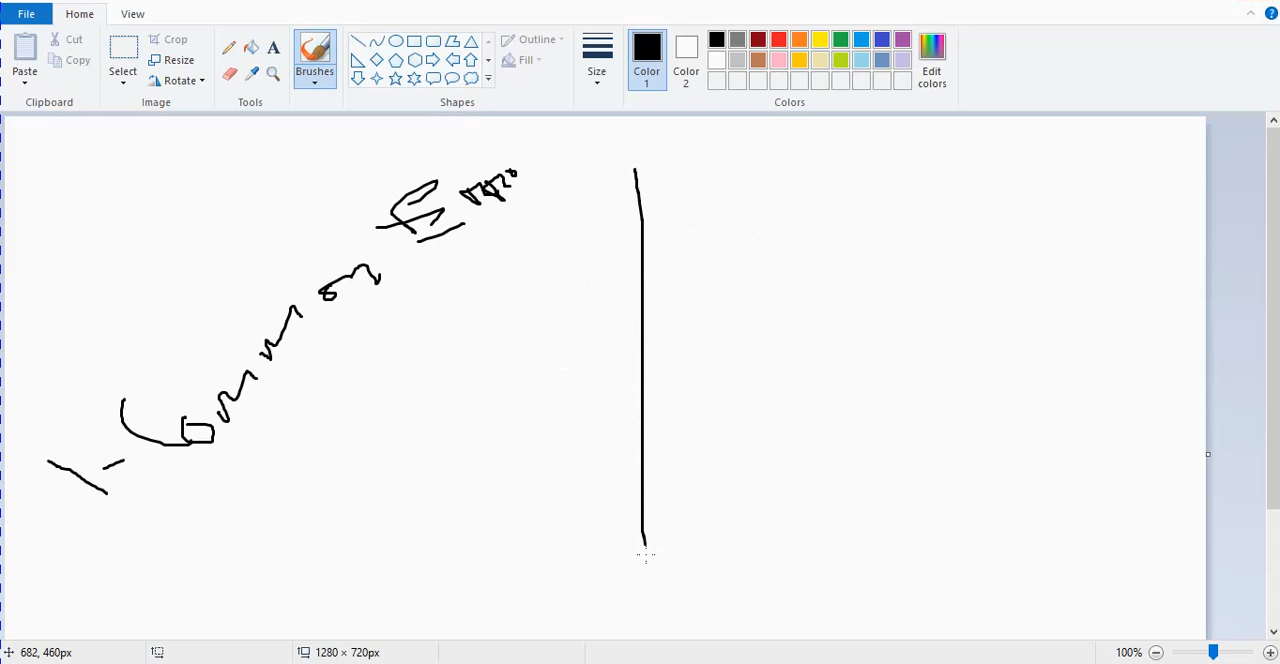 File Home View
Paste Cut Copy Select Crop Resize Rotate Brushes Outline Fill Size Color 1 Color 2 Edit colors
Clipboard Image Tools Shapes Colors
682, 460px 1280 × 720px 100%